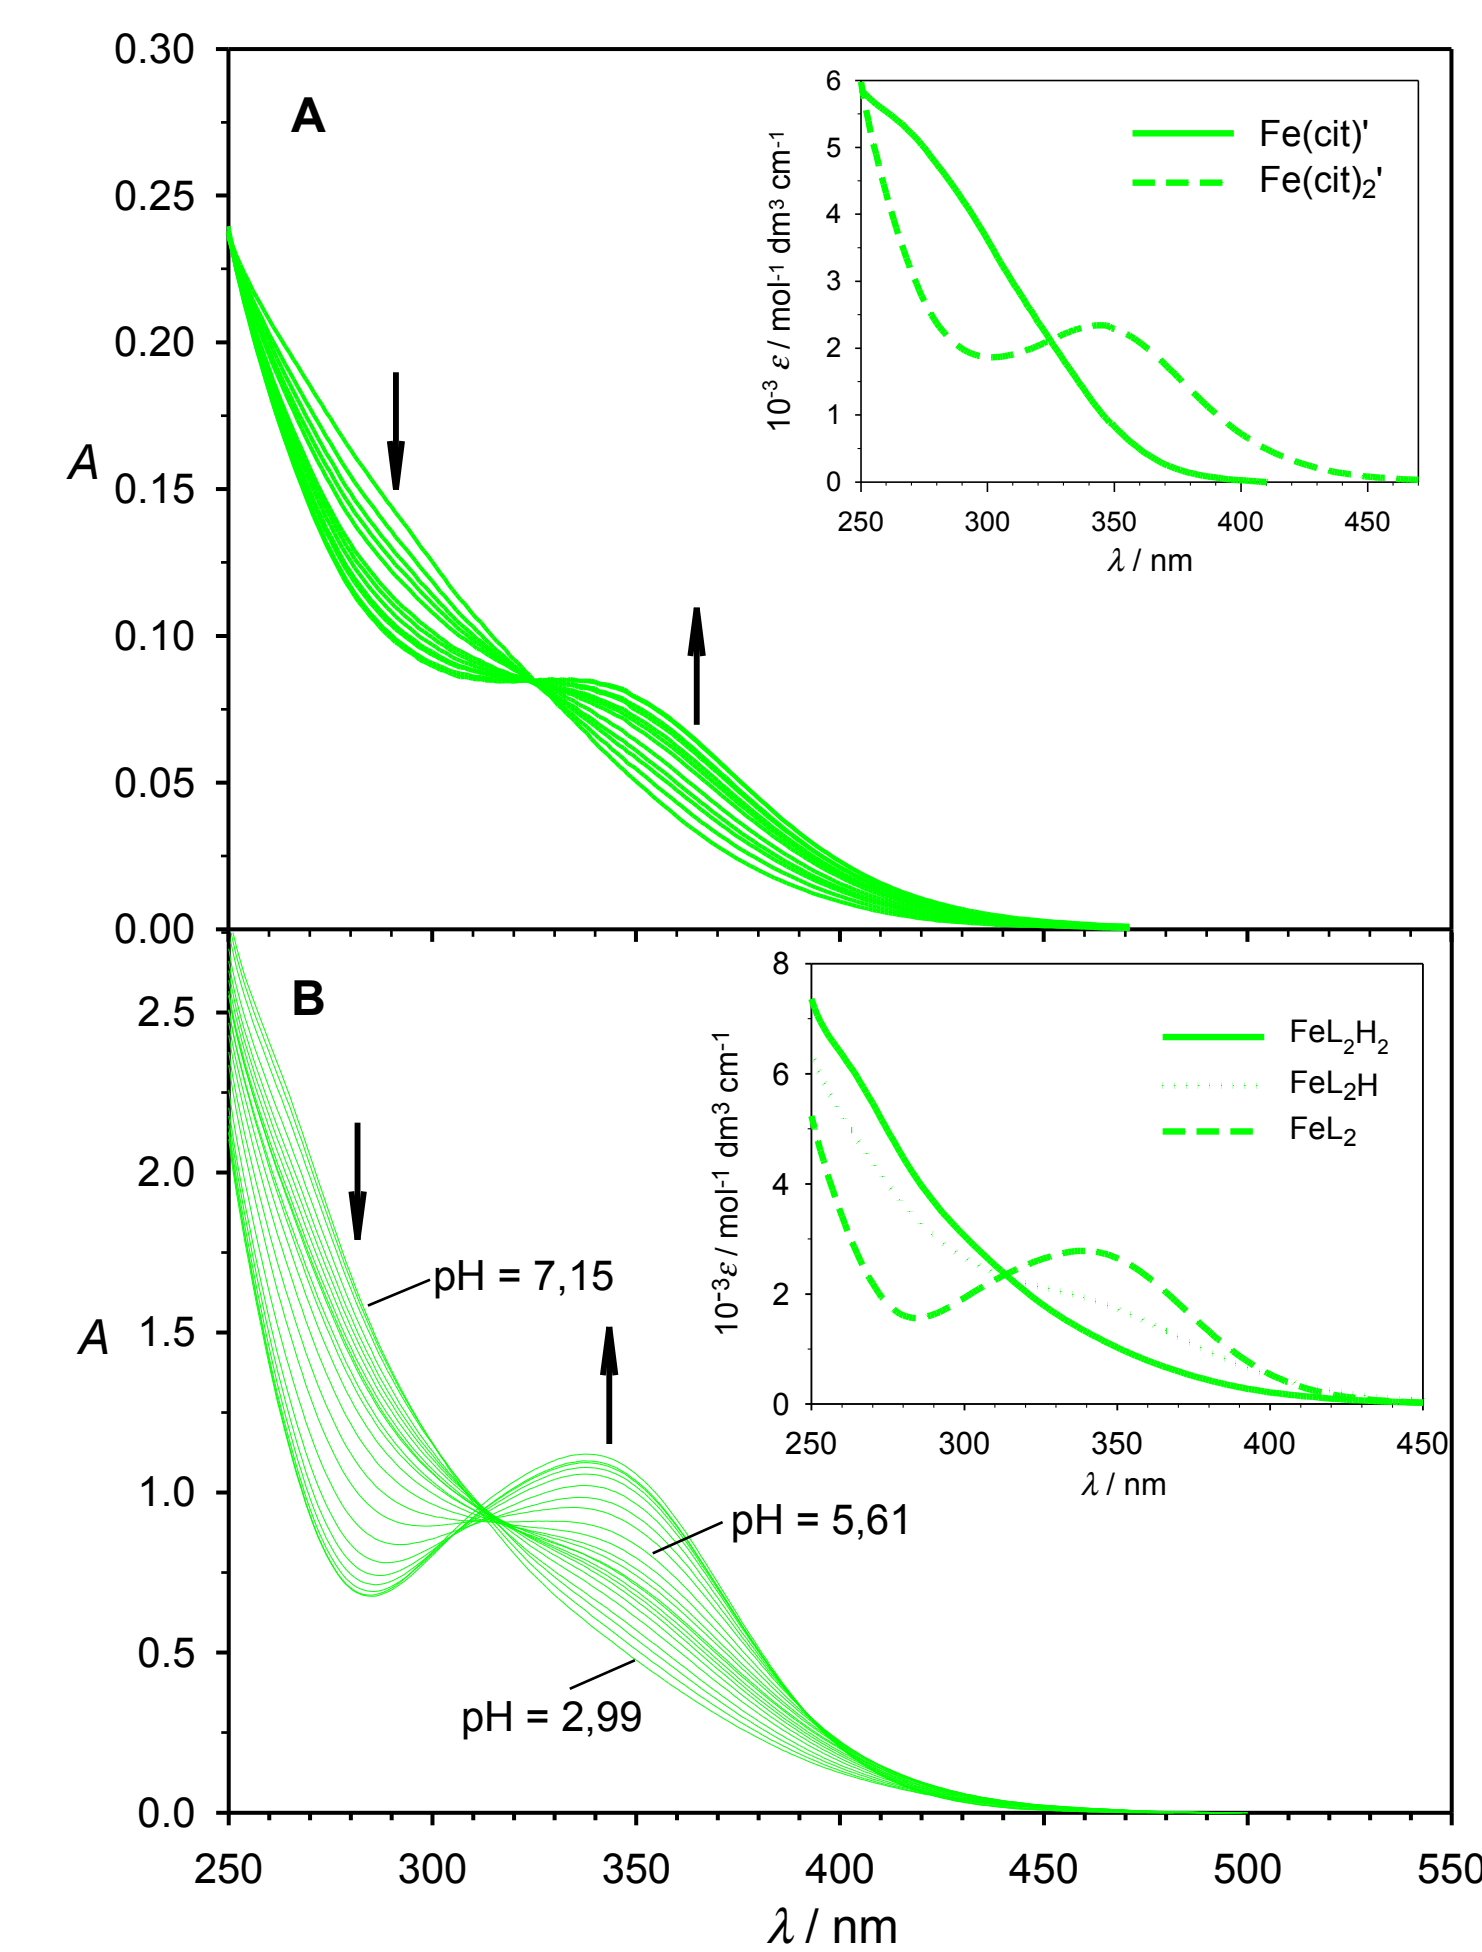 0.30
A
0.25
0.20
A 0.15
0.10
0.05
0.00
6
5
4
3
2
1
0
10⁻³ ε / mol⁻¹ dm³ cm⁻¹
Fe(cit)'
Fe(cit)₂'
250 300 350 400 450
λ / nm
B
2.5
2.0
A 1.5
1.0
0.5
0.0
pH = 7,15
pH = 5,61
pH = 2,99
8
6
4
2
0
10⁻³ε / mol⁻¹ dm³ cm⁻¹
FeL₂H₂
FeL₂H
FeL₂
250 300 350 400 450
λ / nm
250 300 350 400 450 500 550
λ / nm